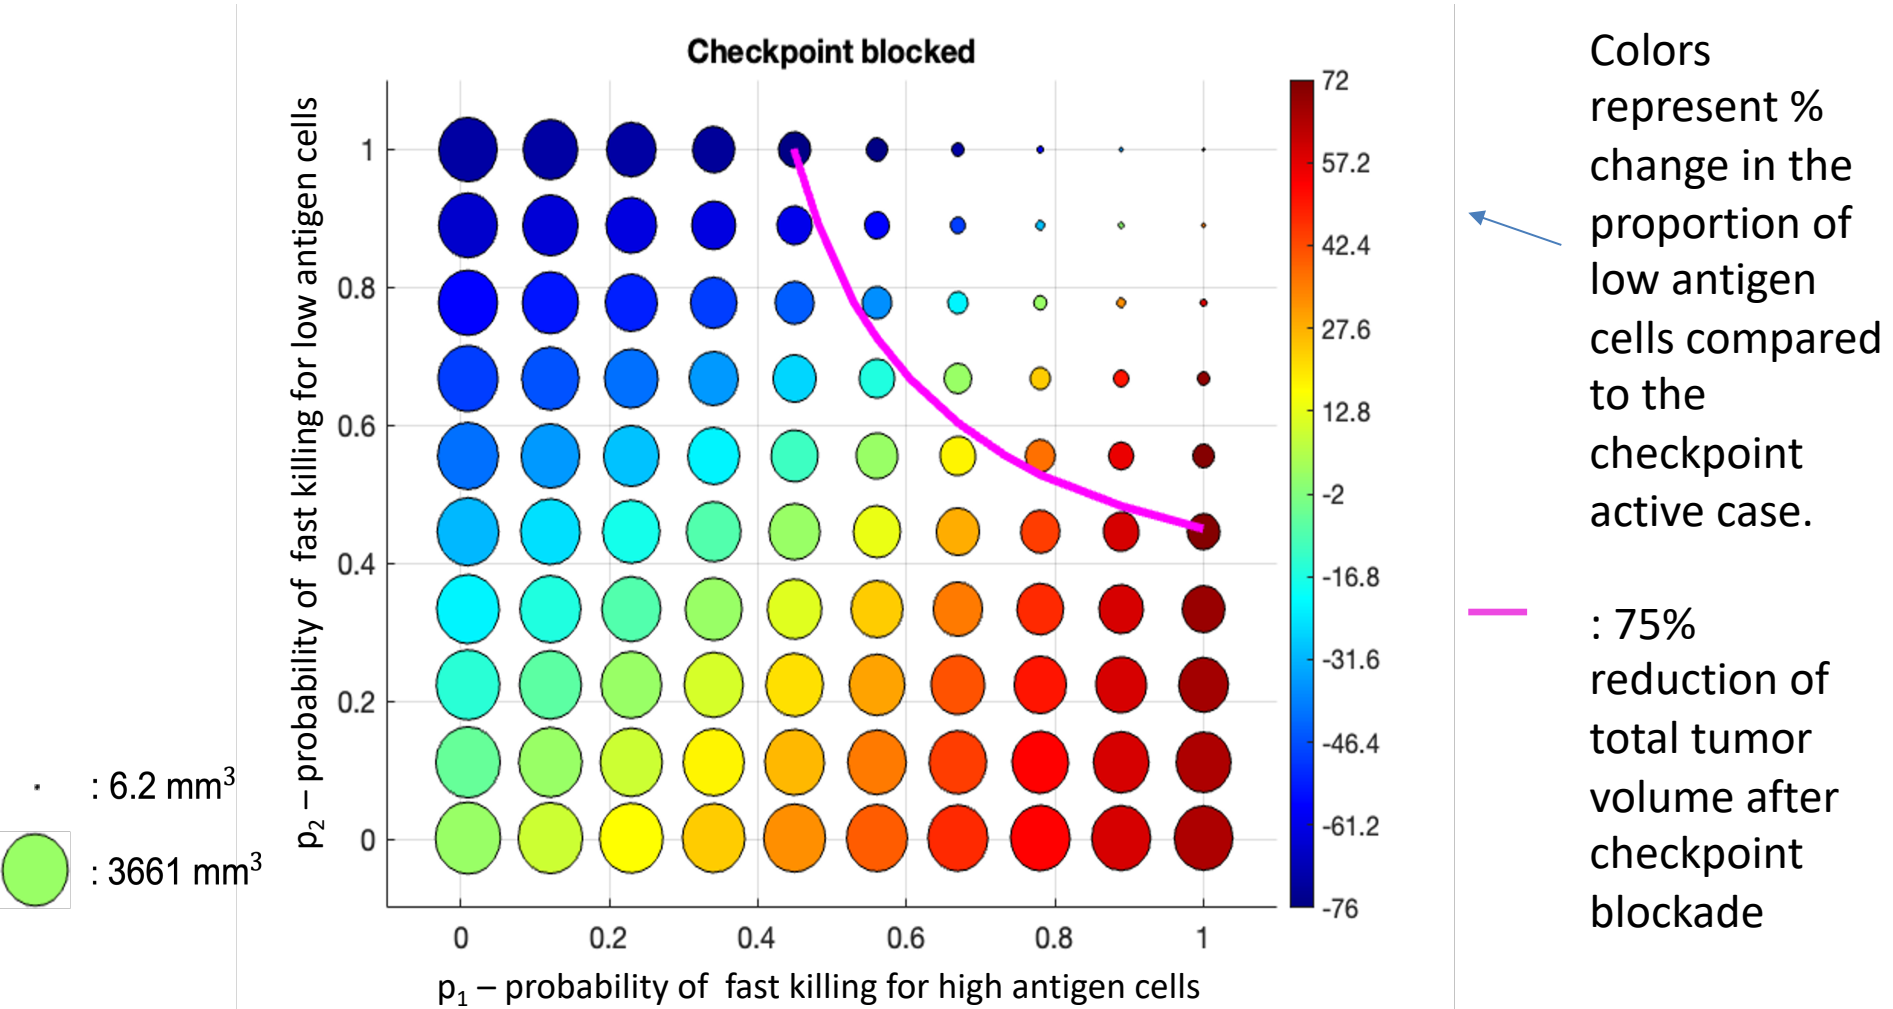 Checkpoint blocked
p₂ – probability of fast killing for low antigen cells
1
0.8
0.6
0.4
0.2
0
0
0.2
0.4
0.6
0.8
1
p₁ – probability of fast killing for high antigen cells
72
57.2
42.4
27.6
12.8
-2
-16.8
-31.6
-46.4
-61.2
-76
: 6.2 mm³
: 3661 mm³
Colors
represent %
change in the
proportion of
low antigen
cells compared
to the
checkpoint
active case.
: 75%
reduction of
total tumor
volume after
checkpoint
blockade